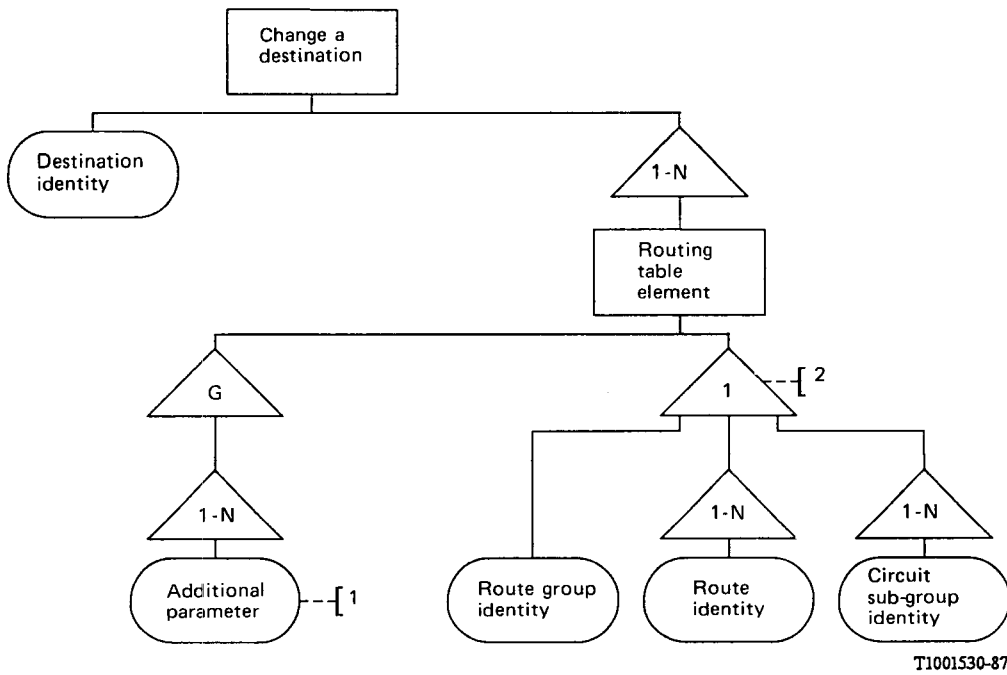 Change a
destination
Destination
identity
1-N
Routing
table
element
G
1
2
1-N
1-N
1-N
Additional
parameter
1
Route group
identity
Route
identity
Circuit
sub-group
identity
T1001530-87